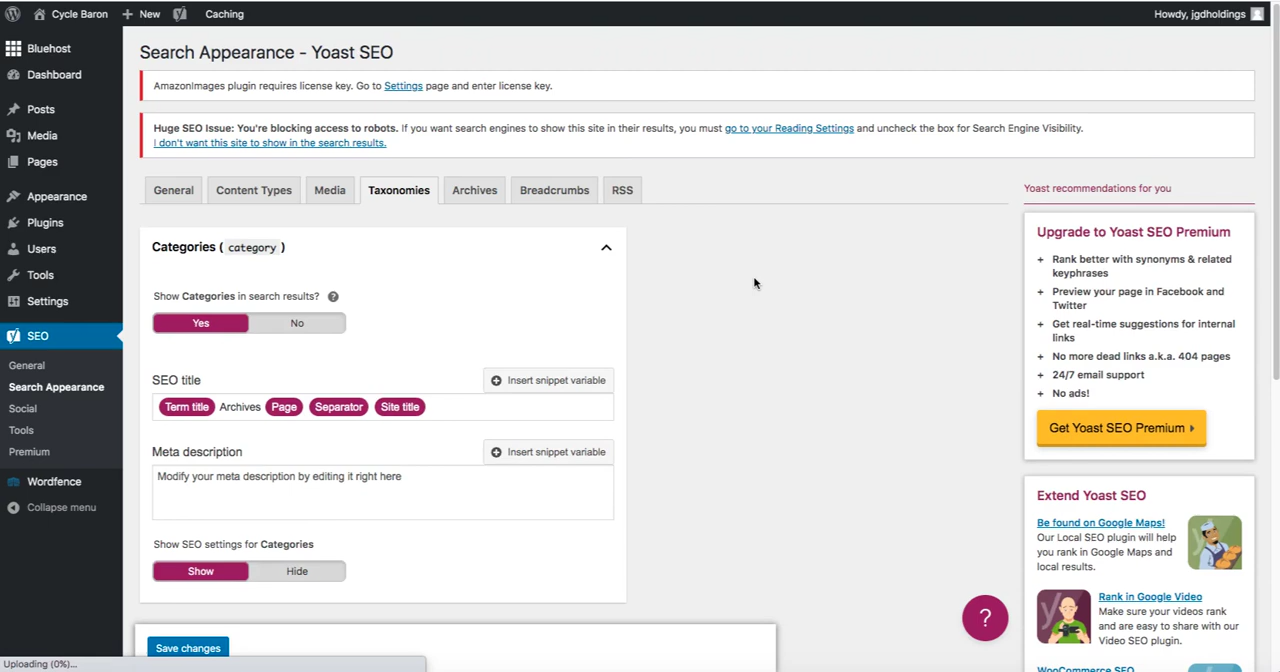 Cycle Baron
New
Caching
Howdy, jgdholdings
Bluehost
Dashboard
Posts
Media
Pages
Appearance
Plugins
Users
Tools
Settings
SEO
General
Search Appearance
Social
Tools
Premium
Wordfence
Collapse menu
Search Appearance - Yoast SEO
AmazonImages plugin requires license key. Go to Settings page and enter license key.
Huge SEO Issue: You're blocking access to robots. If you want search engines to show this site in their results, you must go to your Reading Settings and uncheck the box for Search Engine Visibility.
I don't want this site to show in the search results.
General
Content Types
Media
Taxonomies
Archives
Breadcrumbs
RSS
Categories ( category )
Show Categories in search results? ?
Yes
No
SEO title
Insert snippet variable
Term title Archives Page Separator Site title
Meta description
Insert snippet variable
Modify your meta description by editing it right here
Show SEO settings for Categories
Show
Hide
Save changes
Uploading (0%)...
Yoast recommendations for you
Upgrade to Yoast SEO Premium
+ Rank better with synonyms & related
keyphrases
+ Preview your page in Facebook and
Twitter
+ Get real-time suggestions for internal
links
+ No more dead links a.k.a. 404 pages
+ 24/7 email support
+ No ads!
Get Yoast SEO Premium
Extend Yoast SEO
Be found on Google Maps!
Our Local SEO plugin will help
you rank in Google Maps and
local results.
Rank in Google Video
Make sure your videos rank
and are easy to share with our
Video SEO plugin.
WooCommerce SEO
?